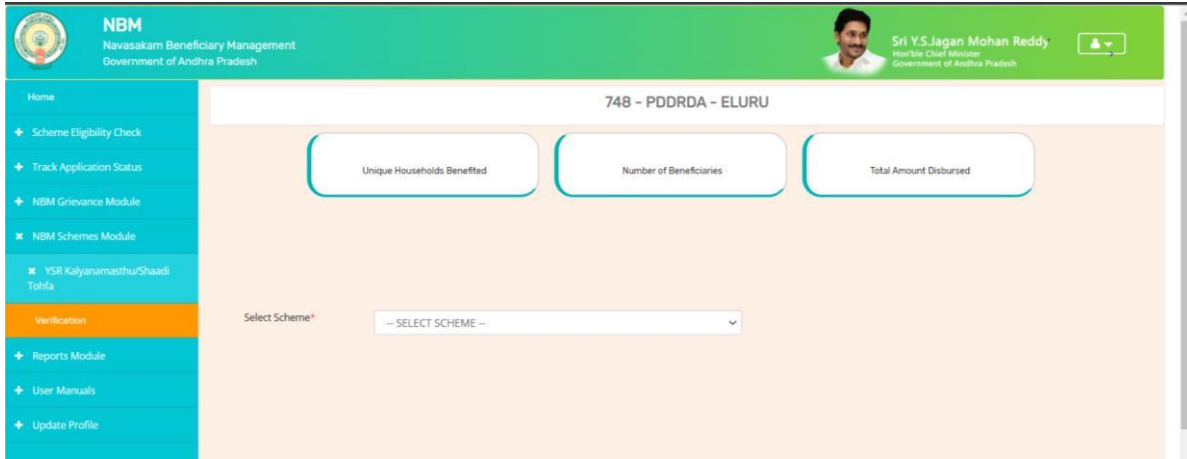 NBM
Navasakam Beneficiary Management
Government of Andhra Pradesh
Sri Y.S.Jagan Mohan Reddy
Hon'ble Chief Minister
Government of Andhra Pradesh
Home
Scheme Eligibility Check
Track Application Status
NBM Grievance Module
NBM Schemes Module
YSR Kalyanamasthu/Shaadi
Tohfa
Verification
Reports Module
User Manuals
Update Profile
748 - PDDRDA - ELURU
Unique Households Benefited
Number of Beneficiaries
Total Amount Disbursed
Select Scheme*
-- SELECT SCHEME --